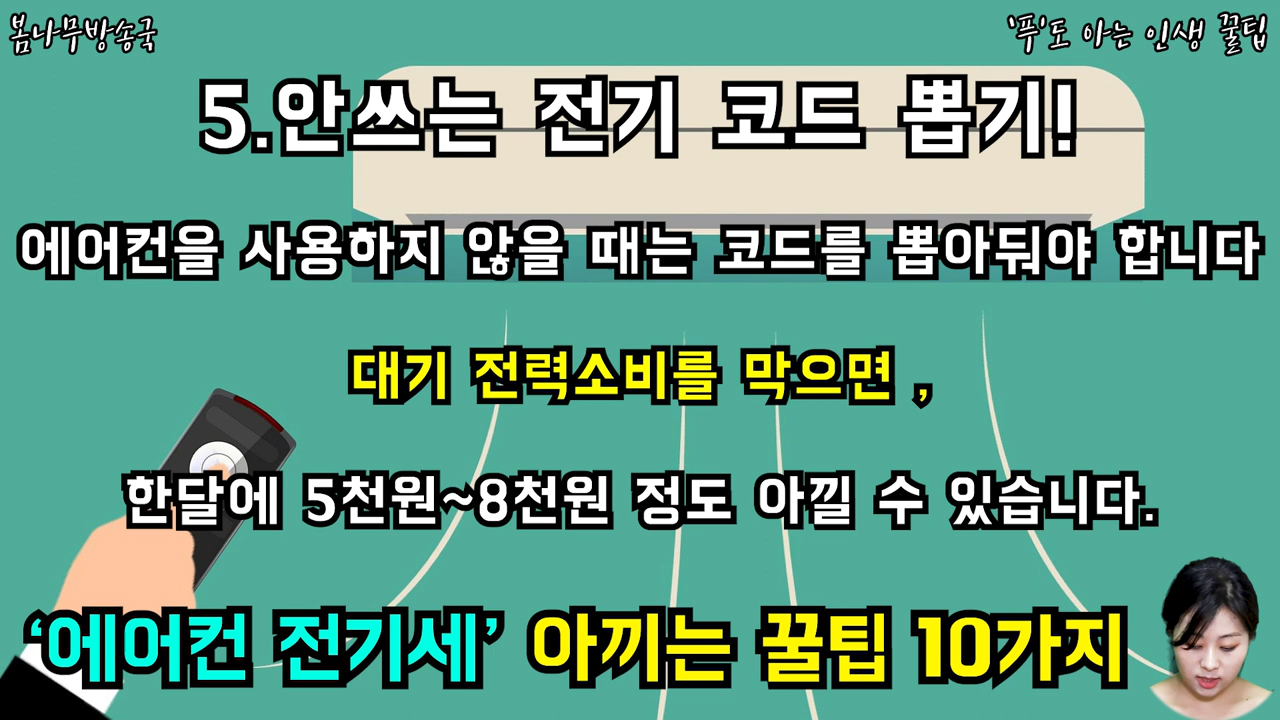 봄나무방송국
'푸'도 아는 인생 꿀팁
5.안쓰는 전기 코드 뽑기!
에어컨을 사용하지 않을 때는 코드를 뽑아둬야 합니다
대기 전력소비를 막으면 ,
한달에 5천원~8천원 정도 아낄 수 있습니다.
‘에어컨 전기세’ 아끼는 꿀팁 10가지